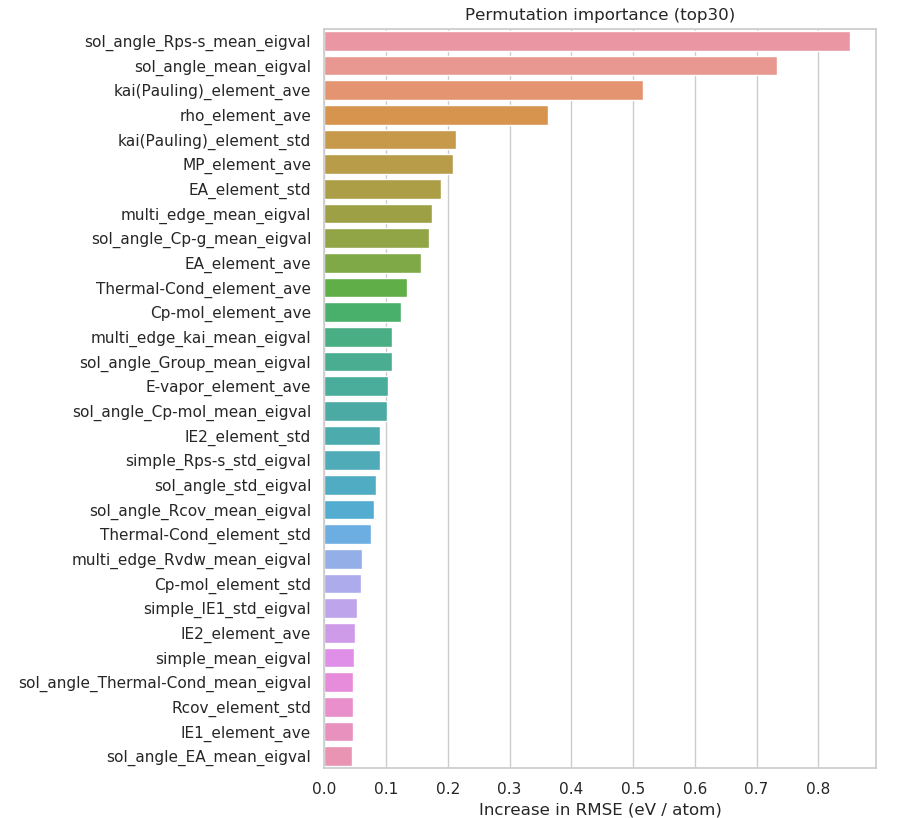 Permutation importance (top30)
sol_angle_Rps-s_mean_eigval
sol_angle_mean_eigval
kai(Pauling)_element_ave
rho_element_ave
kai(Pauling)_element_std
MP_element_ave
EA_element_std
multi_edge_mean_eigval
sol_angle_Cp-g_mean_eigval
EA_element_ave
Thermal-Cond_element_ave
Cp-mol_element_ave
multi_edge_kai_mean_eigval
sol_angle_Group_mean_eigval
E-vapor_element_ave
sol_angle_Cp-mol_mean_eigval
IE2_element_std
simple_Rps-s_std_eigval
sol_angle_std_eigval
sol_angle_Rcov_mean_eigval
Thermal-Cond_element_std
multi_edge_Rvdw_mean_eigval
Cp-mol_element_std
simple_IE1_std_eigval
IE2_element_ave
simple_mean_eigval
sol_angle_Thermal-Cond_mean_eigval
Rcov_element_std
IE1_element_ave
sol_angle_EA_mean_eigval
0.0 0.1 0.2 0.3 0.4 0.5 0.6 0.7 0.8
Increase in RMSE (eV / atom)